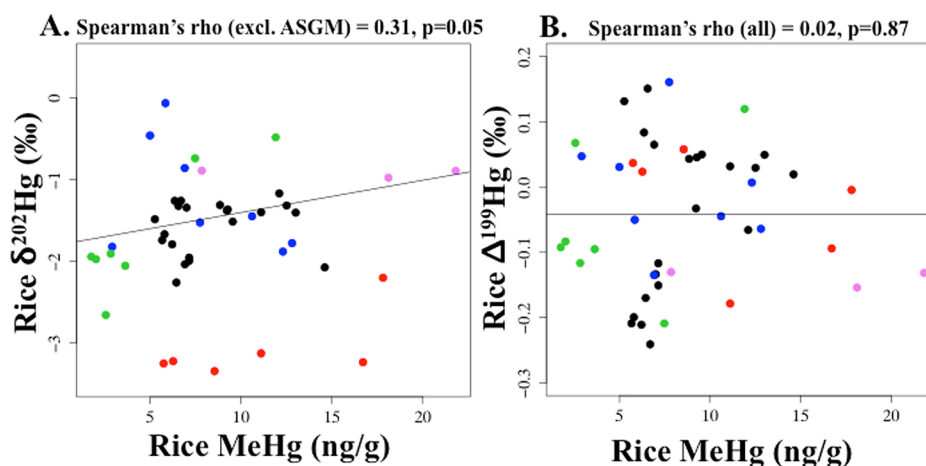 A. Spearman's rho (excl. ASGM) = 0.31, p=0.05
Rice δ²⁰²Hg (‰)
0
-1
-2
-3
5 10 15 20
Rice MeHg (ng/g)
B. Spearman's rho (all) = 0.02, p=0.87
Rice Δ¹⁹⁹Hg (‰)
0.2
0.1
0.0
-0.1
-0.2
-0.3
5 10 15 20
Rice MeHg (ng/g)